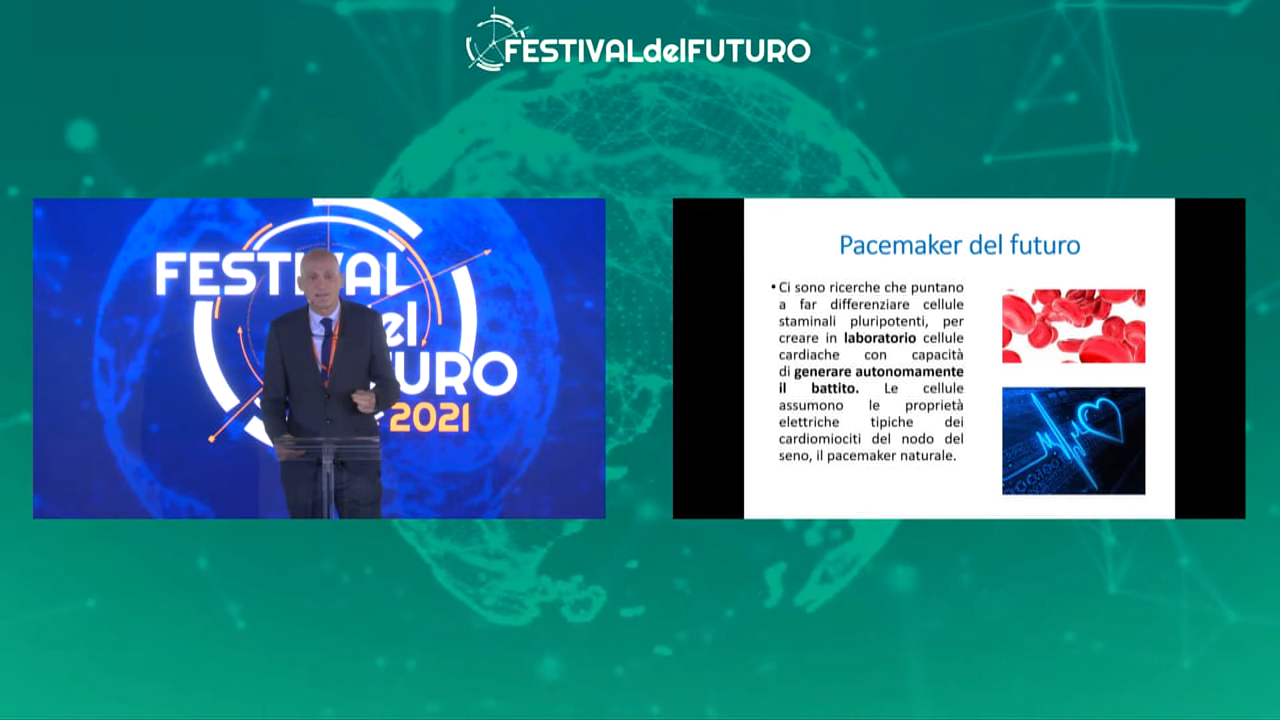 FESTIVALdelFUTURO
FESTIVAL
del
FUTURO
2021
Pacemaker del futuro
• Ci sono ricerche che puntano
a far differenziare cellule
staminali pluripotenti, per
creare in laboratorio cellule
cardiache con capacità
di generare autonomamente
il battito. Le cellule
assumono le proprietà
elettriche tipiche dei
cardiomiociti del nodo del
seno, il pacemaker naturale.